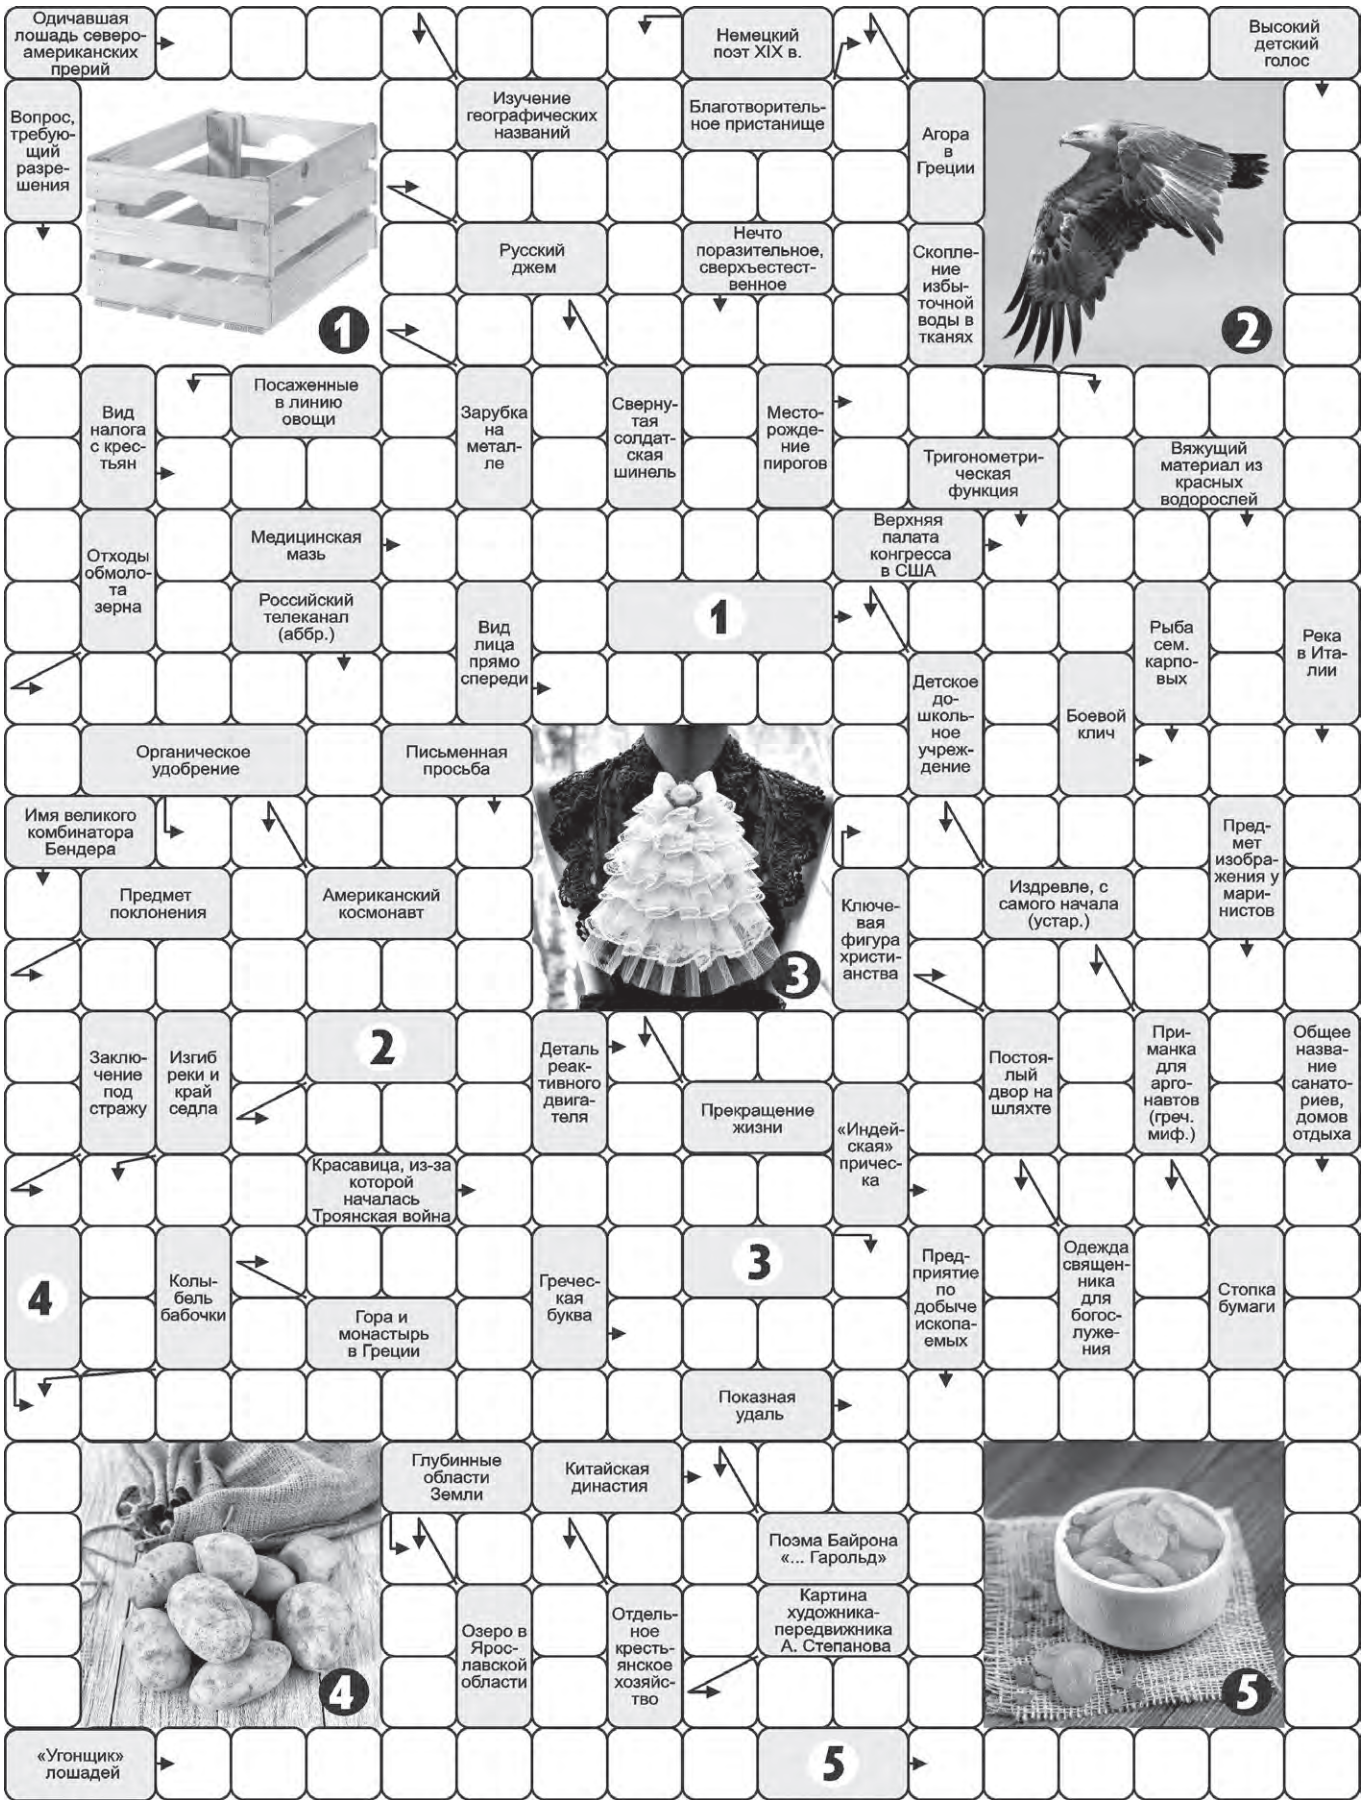 Одичавшая
лошадь северо-
американских
прерий
Немецкий
поэт XIX в.
Высокий
детский
голос
Вопрос,
требую-
щий
разре-
шения
Изучение
географических
названий
Благотворитель-
ное пристанище
Агора
в
Греции
Русский
джем
Нечто
поразительное,
сверхъестест-
венное
Скопле-
ние
избы-
точной
воды в
тканях
1
2
Вид
налога
с крес-
тьян
Посаженные
в линию
овощи
Зарубка
на
метал-
ле
Сверну-
тая
солдат-
ская
шинель
Место-
рожде-
ние
пирогов
Тригонометри-
ческая
функция
Вяжущий
материал из
красных
водорослей
Отходы
обмоло-
та
зерна
Медицинская
мазь
Верхняя
палата
конгресса
в США
Российский
телеканал
(аббр.)
Вид
лица
прямо
спереди
1
Рыба
сем.
карпо-
вых
Река
в Ита-
лии
Детское
до-
школь-
ное
учреж-
дение
Боевой
клич
Органическое
удобрение
Письменная
просьба
Имя великого
комбинатора
Бендера
Пред-
мет
изобра-
жения у
мари-
нистов
Предмет
поклонения
Американский
космонавт
Ключе-
вая
фигура
христи-
анства
Издревле, с
самого начала
(устар.)
3
Заклю-
чение
под
стражу
Изгиб
реки и
край
седла
2
Деталь
реак-
тивного
двига-
теля
Прекращение
жизни
«Индей-
ская»
причес-
ка
Постоя-
лый
двор на
шляхте
При-
манка
для
арго-
навтов
(греч.
миф.)
Общее
назва-
ние
санато-
риев,
домов
отдыха
Красавица, из-за
которой
началась
Троянская война
4
Колы-
бель
бабочки
Гора и
монастырь
в Греции
Гречес-
кая
буква
3
Пред-
приятие
по
добыче
ископа-
емых
Одежда
священ-
ника
для
богос-
луже-
ния
Стопка
бумаги
Показная
удаль
Глубинные
области
Земли
Китайская
династия
Поэма Байрона
«... Гарольд»
Озеро в
Ярос-
лавской
области
Отдель-
ное
кресть-
янское
хозяйс-
тво
Картина
художника-
передвижника
А. Степанова
4
5
«Угонщик»
лошадей
5